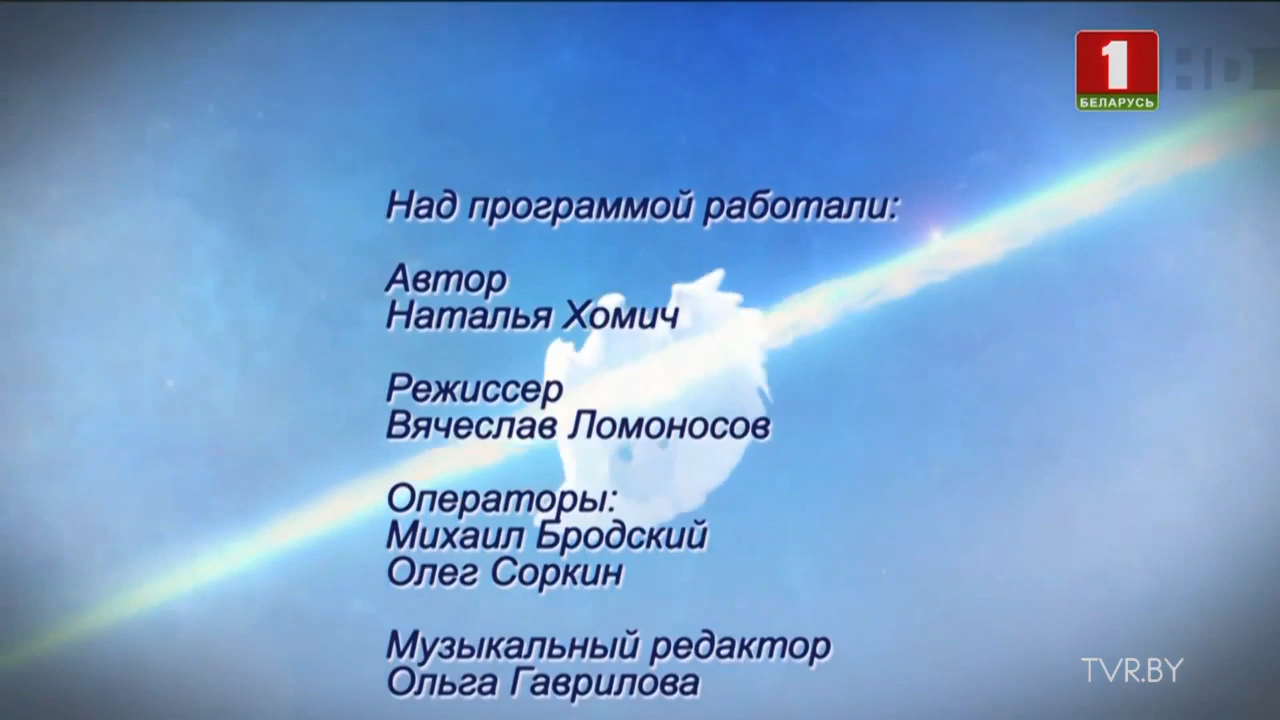 1
HD
БЕЛАРУСЬ
Над программой работали:
Автор
Наталья Хомич
Режиссер
Вячеслав Ломоносов
Операторы:
Михаил Бродский
Олег Соркин
Музыкальный редактор
Ольга Гаврилова
TVR.BY